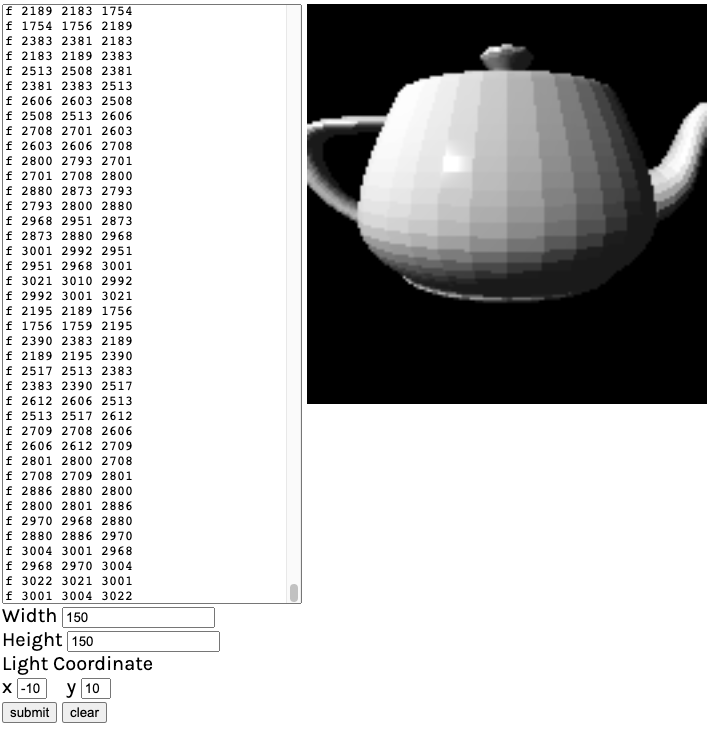 f 2189 2183 1754
f 1754 1756 2189
f 2383 2381 2183
f 2183 2189 2383
f 2513 2508 2381
f 2381 2383 2513
f 2606 2603 2508
f 2508 2513 2606
f 2708 2701 2603
f 2603 2606 2708
f 2800 2793 2701
f 2701 2708 2800
f 2880 2873 2793
f 2793 2800 2880
f 2968 2951 2873
f 2873 2880 2968
f 3001 2992 2951
f 2951 2968 3001
f 3021 3010 2992
f 2992 3001 3021
f 2195 2189 1756
f 1756 1759 2195
f 2390 2383 2189
f 2189 2195 2390
f 2517 2513 2383
f 2383 2390 2517
f 2612 2606 2513
f 2513 2517 2612
f 2709 2708 2606
f 2606 2612 2709
f 2801 2800 2708
f 2708 2709 2801
f 2886 2880 2800
f 2800 2801 2886
f 2970 2968 2880
f 2880 2886 2970
f 3004 3001 2968
f 2968 2970 3004
f 3022 3021 3001
f 3001 3004 3022
Width 150
Height 150
Light Coordinate
x -10 y 10
submit clear